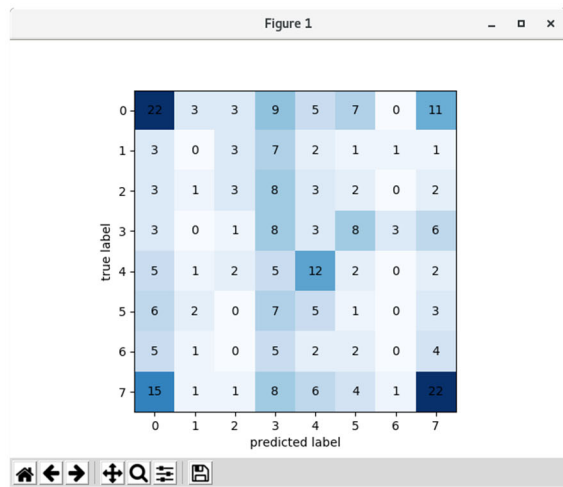 Figure 1
0 22 3 3 9 5 7 0 11
1 3 0 3 7 2 1 1 1
2 3 1 3 8 3 2 0 2
true label
3 3 0 1 8 3 8 3 6
4 5 1 2 5 12 2 0 2
5 6 2 0 7 5 1 0 3
6 5 1 0 5 2 2 0 4
7 15 1 1 8 6 4 1 22
0 1 2 3 4 5 6 7
predicted label